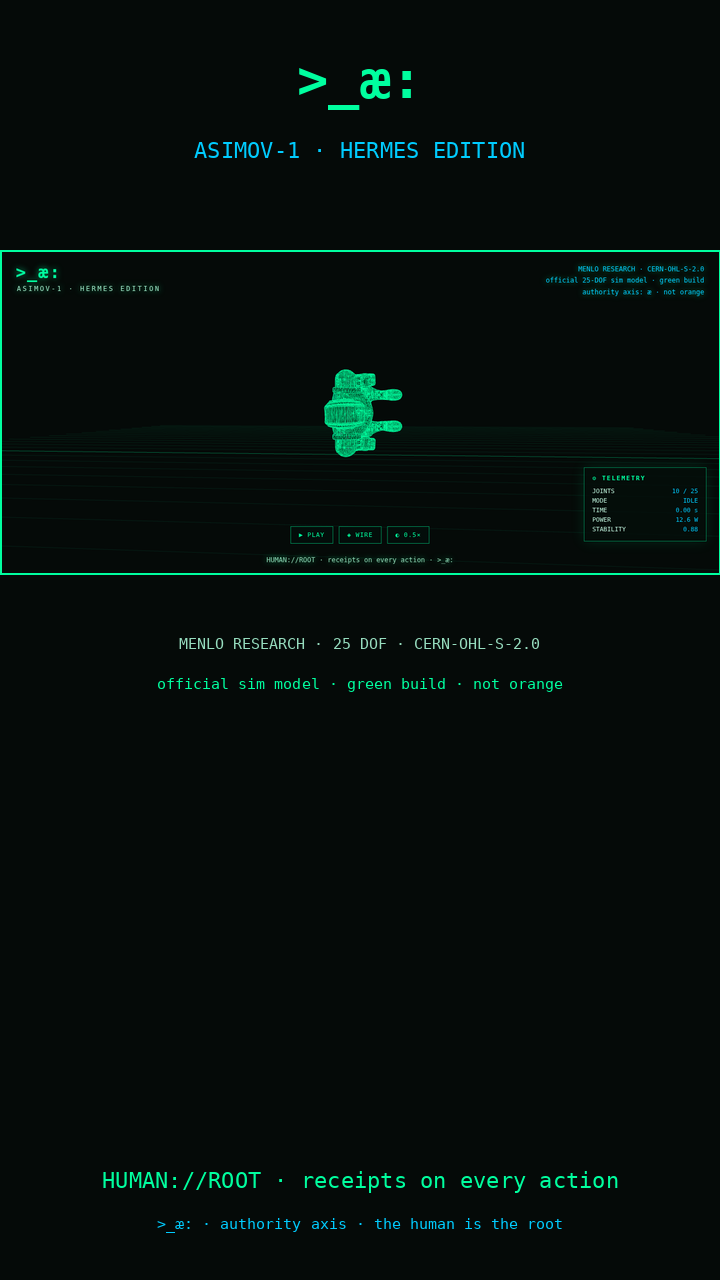 >_æ:
ASIMOV-1 · HERMES EDITION
>_æ:
ASIMOV-1 · HERMES EDITION
MENLO RESEARCH · CERN-OHL-S-2.0
official 25-DOF sim model · green build
authority axis: æ · not orange
⚙ TELEMETRY
JOINTS 10 / 25
MODE IDLE
TIME 0.00 s
POWER 12.6 W
STABILITY 0.88
▶ PLAY ◈ WIRE ◐ 0.5×
HUMAN://ROOT · receipts on every action · >_æ:
MENLO RESEARCH · 25 DOF · CERN-OHL-S-2.0
official sim model · green build · not orange
HUMAN://ROOT · receipts on every action
>_æ: · authority axis · the human is the root